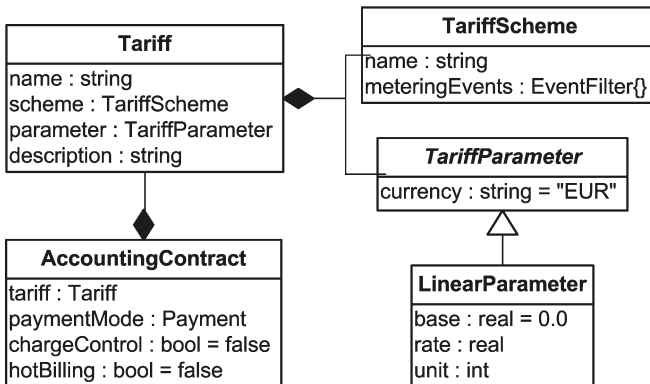 Tariff
name : string
scheme : TariffScheme
parameter : TariffParameter
description : string
TariffScheme
name : string
meteringEvents : EventFilter{}
TariffParameter
currency : string = "EUR"
AccountingContract
tariff : Tariff
paymentMode : Payment
chargeControl : bool = false
hotBilling : bool = false
LinearParameter
base : real = 0.0
rate : real
unit : int